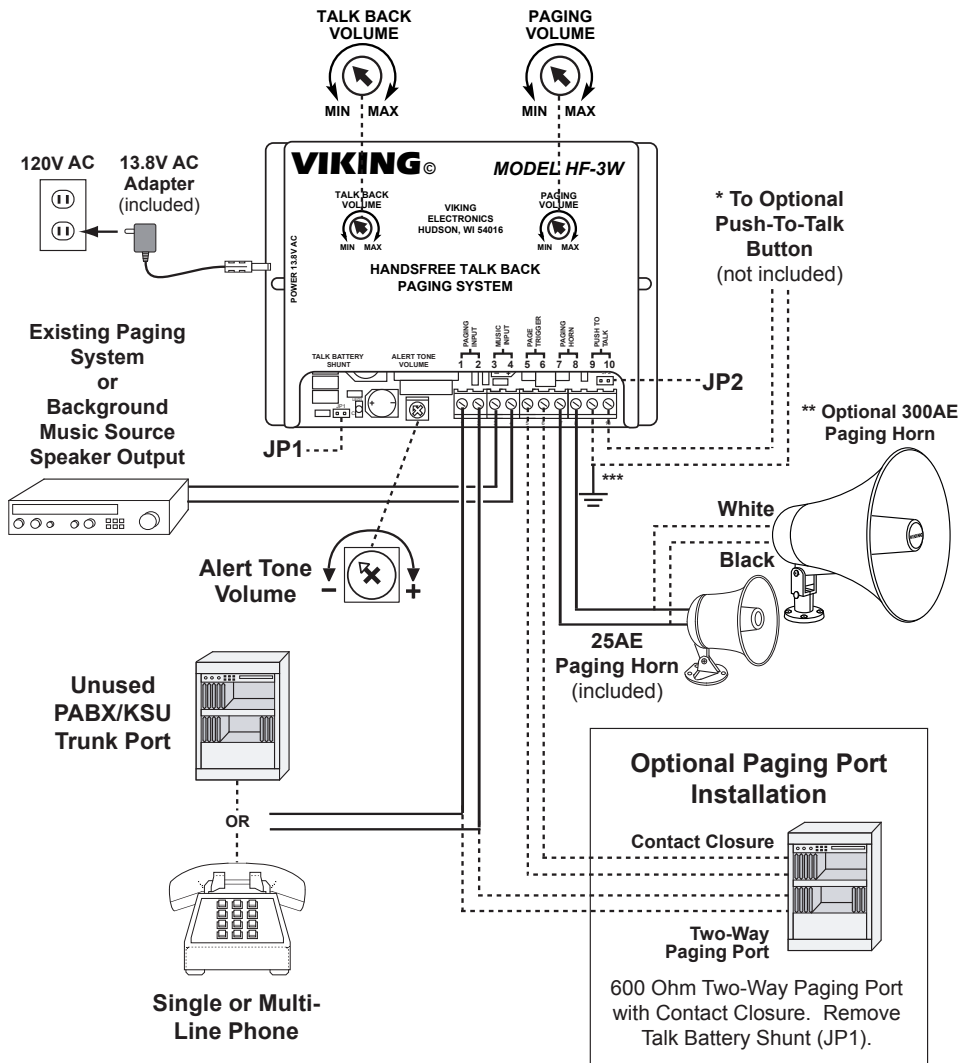 TALK BACK
VOLUME
MIN MAX
PAGING
VOLUME
MIN MAX
120V AC
13.8V AC
Adapter
(included)
VIKING©
MODEL HF-3W
TALK BACK
VOLUME
MIN MAX
VIKING
ELECTRONICS
HUDSON, WI 54016
PAGING
VOLUME
MIN MAX
POWER 13.8V AC
HANDSFREE TALK BACK
PAGING SYSTEM
TALK BATTERY
SHUNT
ALERT TONE
VOLUME
PAGING
INPUT
MUSIC
INPUT
PAGE
TRIGGER
PAGING
HORN
PUSH TO
TALK
1 2 3 4 5 6 7 8 9 10
JP1
* To Optional
Push-To-Talk
Button
(not included)
Existing Paging
System
or
Background
Music Source
Speaker Output
JP1
JP2
** Optional 300AE
Paging Horn
***
White
Black
VIKING
Alert Tone
Volume
- +
25AE
Paging Horn
(included)
Unused
PABX/KSU
Trunk Port
OR
Single or Multi-
Line Phone
Optional Paging Port
Installation
Contact Closure
Two-Way
Paging Port
600 Ohm Two-Way Paging Port
with Contact Closure. Remove
Talk Battery Shunt (JP1).